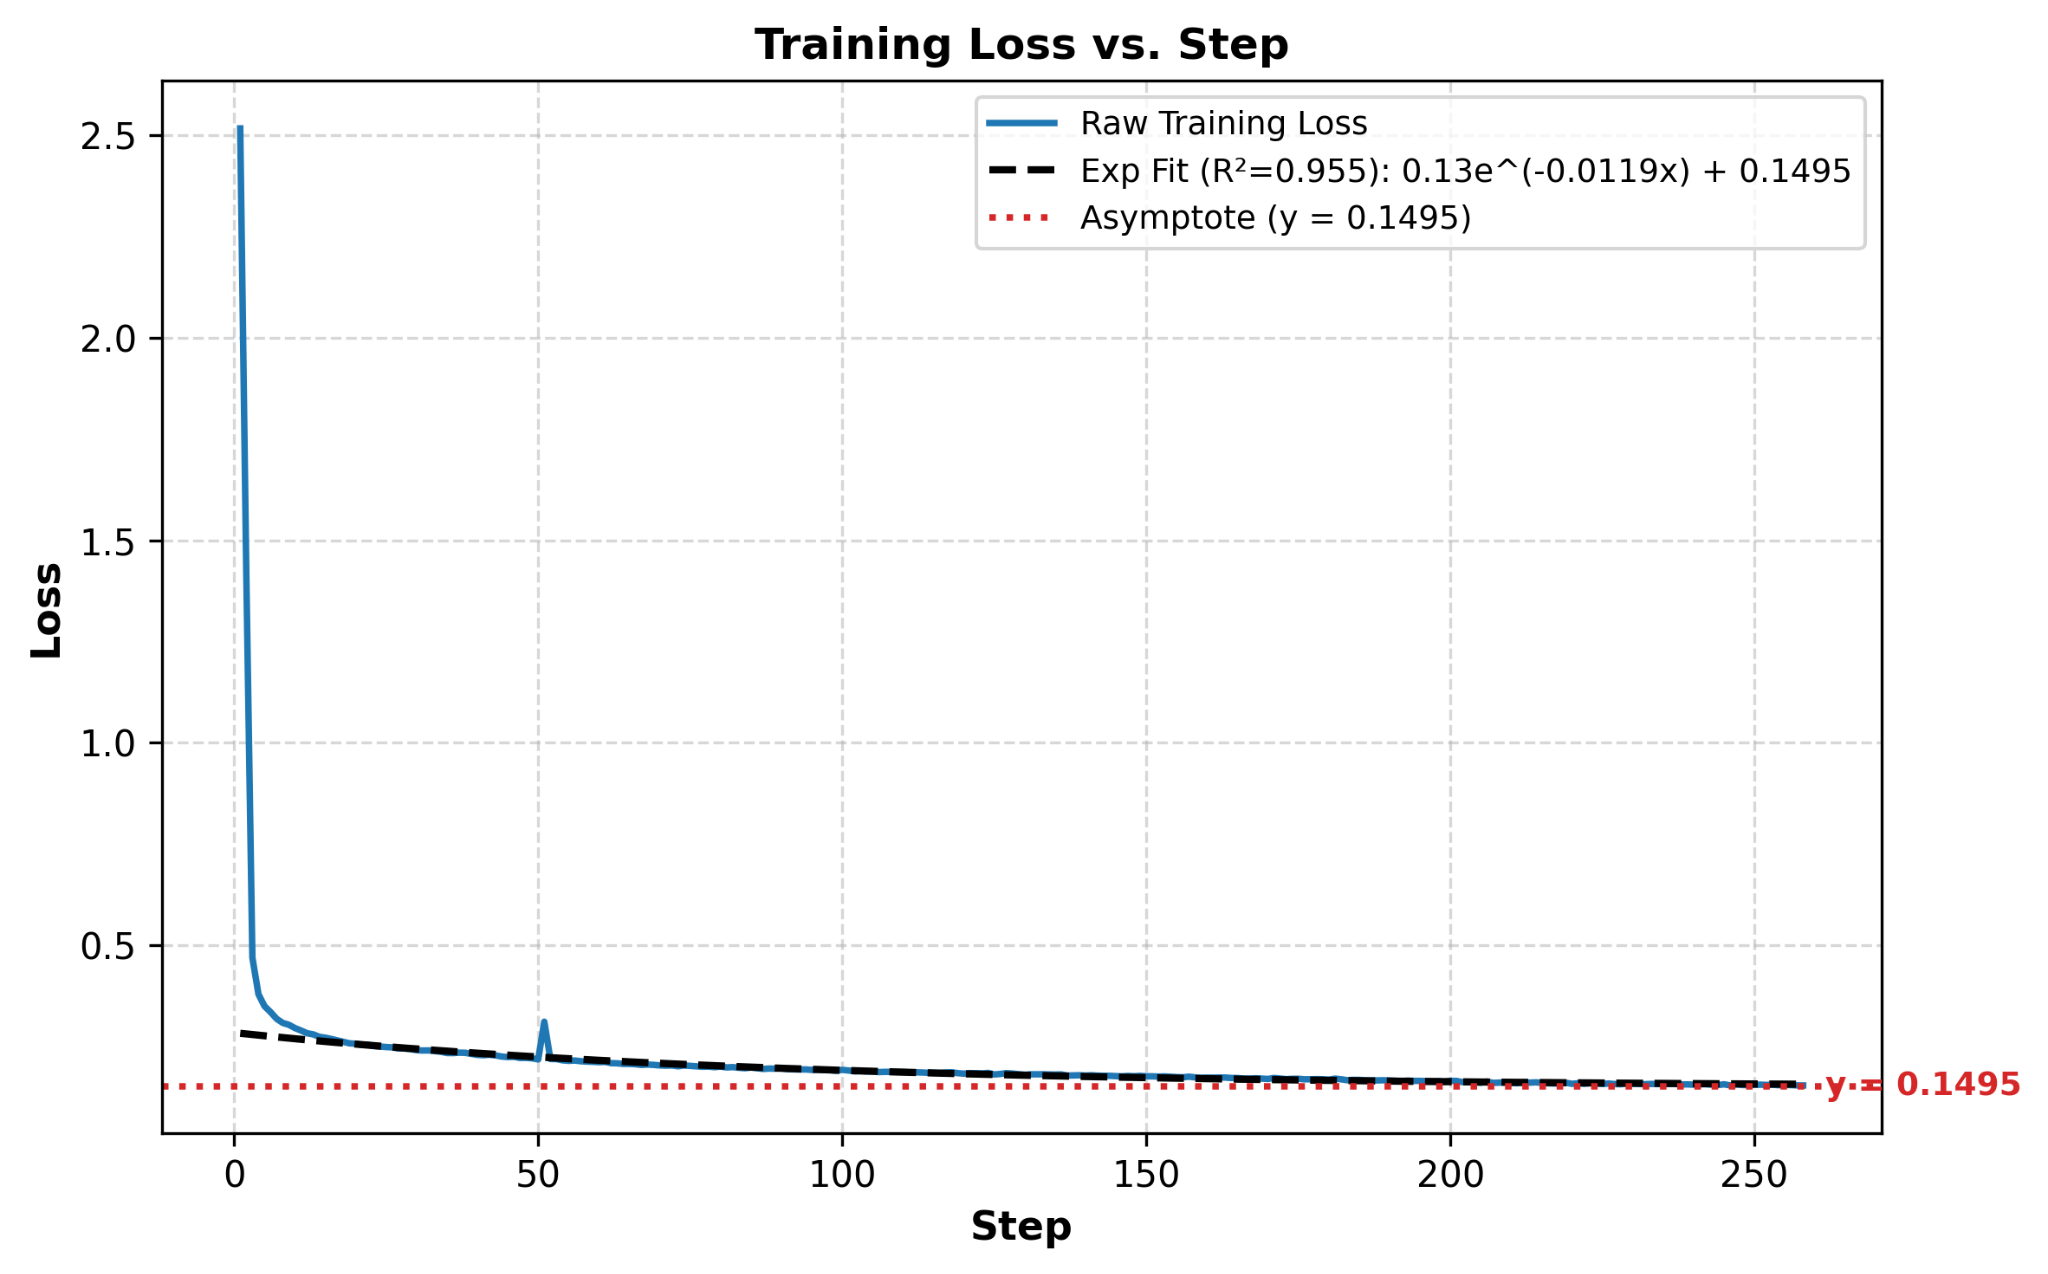 Training Loss vs. Step
Raw Training Loss
Exp Fit (R²=0.955): 0.13e^(-0.0119x) + 0.1495
Asymptote (y = 0.1495)
2.5
2.0
1.5
1.0
0.5
Loss
y = 0.1495
0 50 100 150 200 250
Step